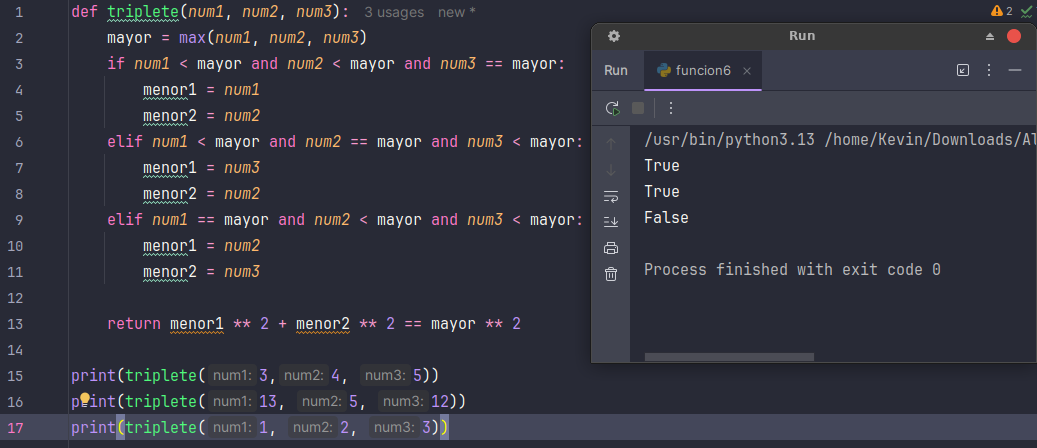 1 def triplete(num1, num2, num3): 3 usages new *
2 mayor = max(num1, num2, num3)
3 if num1 < mayor and num2 < mayor and num3 == mayor:
4 menor1 = num1
5 menor2 = num2
6 elif num1 < mayor and num2 == mayor and num3 < mayor:
7 menor1 = num3
8 menor2 = num2
9 elif num1 == mayor and num2 < mayor and num3 < mayor:
10 menor1 = num2
11 menor2 = num3
12
13 return menor1 ** 2 + menor2 ** 2 == mayor ** 2
14
15 print(triplete( num1: 3, num2: 4, num3: 5))
16 print(triplete( num1: 13, num2: 5, num3: 12))
17 print(triplete( num1: 1, num2: 2, num3: 3))
2
Run
Run funcion6
/usr/bin/python3.13 /home/Kevin/Downloads/Al
True
True
False
Process finished with exit code 0